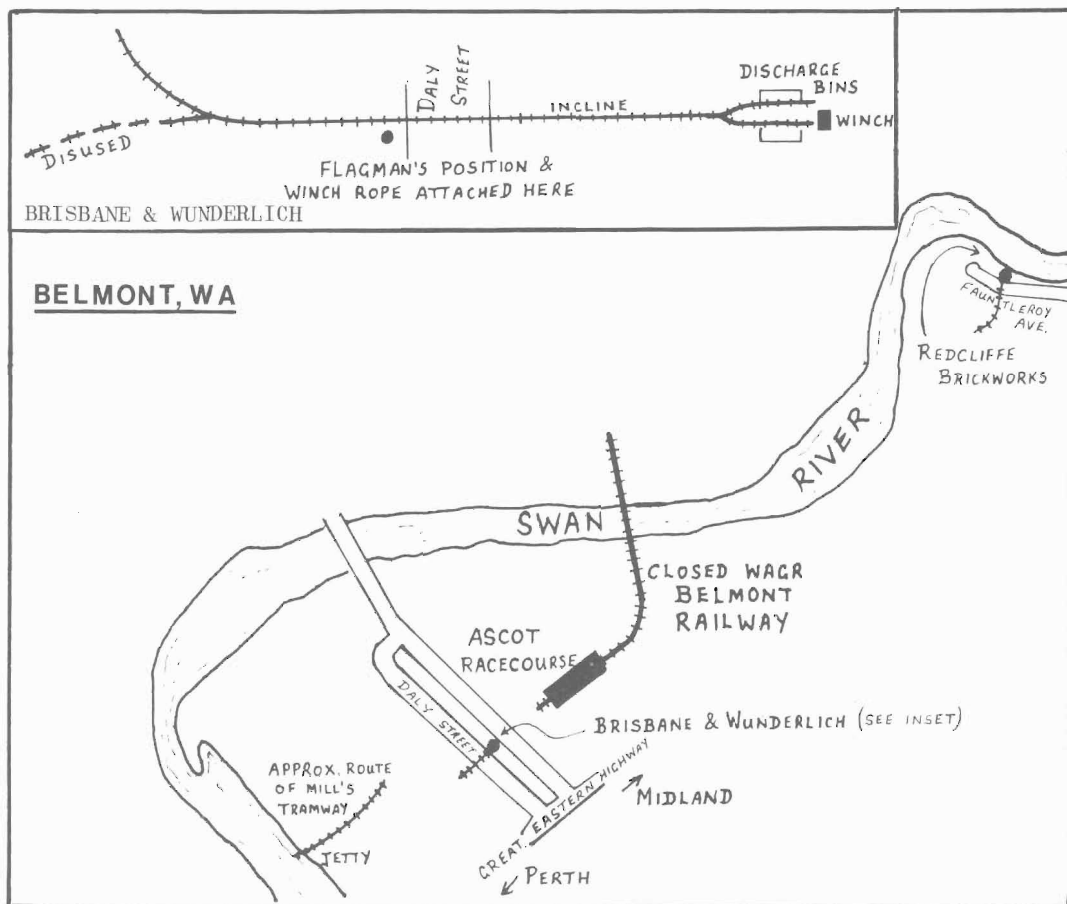 DALY
STREET
DISCHARGE
BINS
INCLINE
WINCH
DISUSED
FLAGMAN'S POSITION &
WINCH ROPE ATTACHED HERE
BRISBANE & WUNDERLICH
BELMONT, WA
FAUNTLEROY
AVE.
REDCLIFFE
BRICKWORKS
SWAN
RIVER
CLOSED WAGR
BELMONT
RAILWAY
ASCOT
RACECOURSE
DALY STREET
BRISBANE & WUNDERLICH (SEE INSET)
APPROX. ROUTE
OF MILL'S
TRAMWAY
JETTY
GREAT EASTERN HIGHWAY
MIDLAND
PERTH